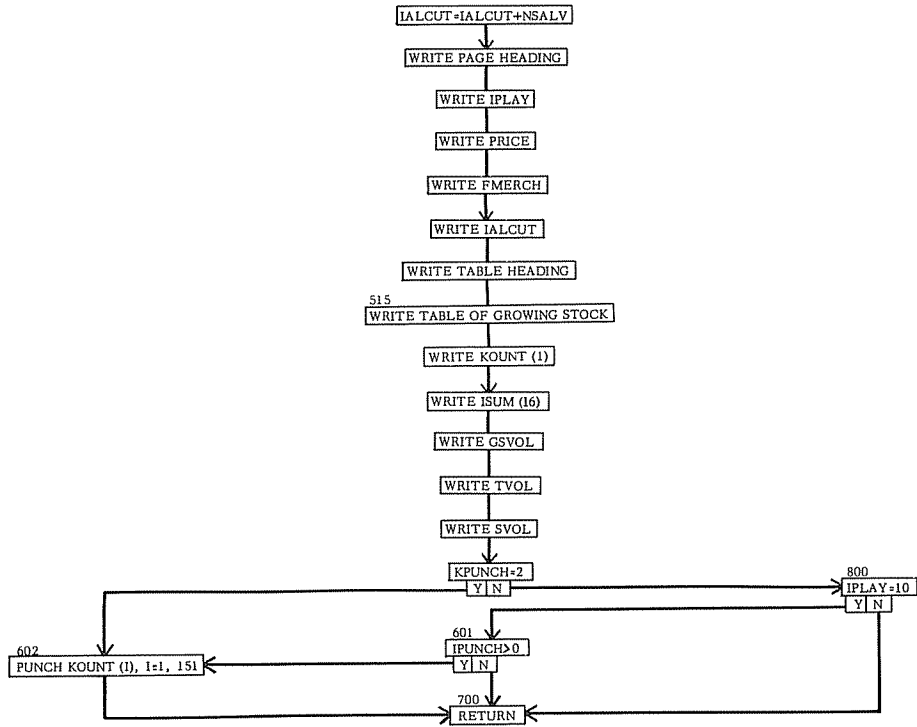 IALCUT=IALCUT+NSALV
WRITE PAGE HEADING
WRITE IPLAY
WRITE PRICE
WRITE FMERCH
WRITE IALCUT
WRITE TABLE HEADING
515
WRITE TABLE OF GROWING STOCK
WRITE KOUNT (1)
WRITE ISUM (16)
WRITE GSVOL
WRITE TVOL
WRITE SVOL
KPUNCH=2
Y N
800
IPLAY=10
Y N
601
IPUNCH>0
Y N
602
PUNCH KOUNT (I), I=1, 151
700
RETURN